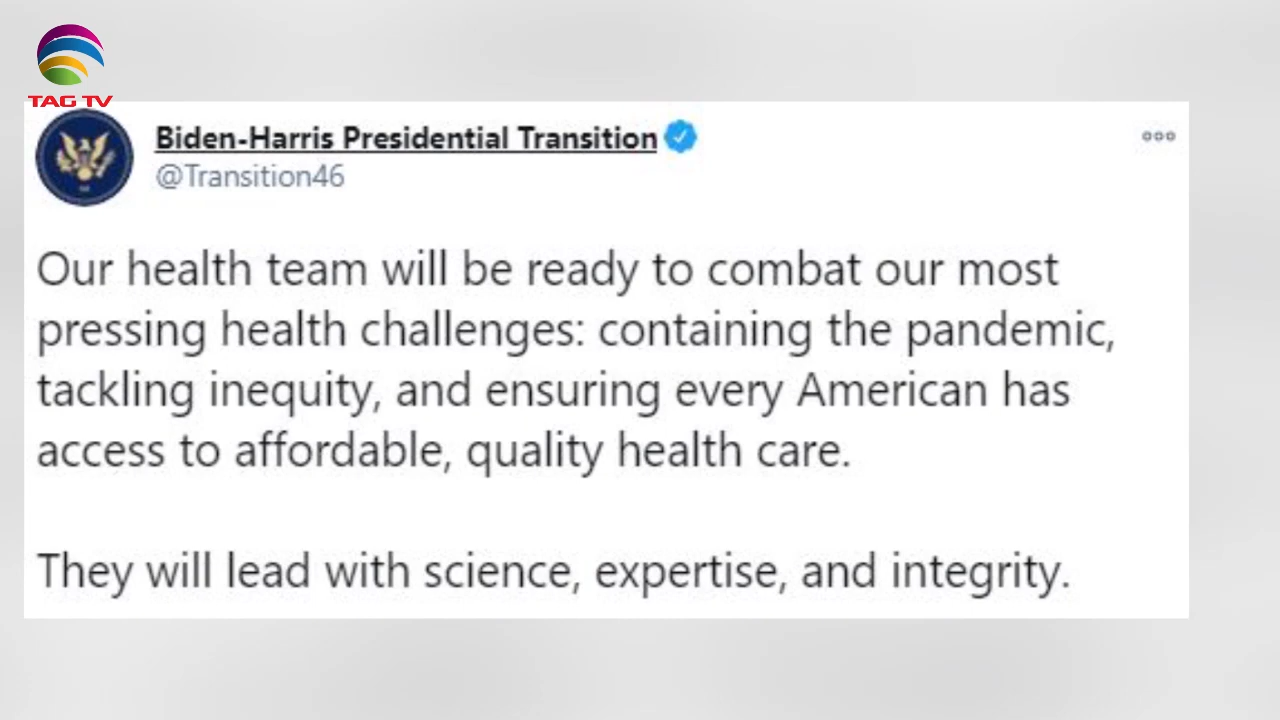 TAG TV
Biden-Harris Presidential Transition
@Transition46
Our health team will be ready to combat our most
pressing health challenges: containing the pandemic,
tackling inequity, and ensuring every American has
access to affordable, quality health care.
They will lead with science, expertise, and integrity.